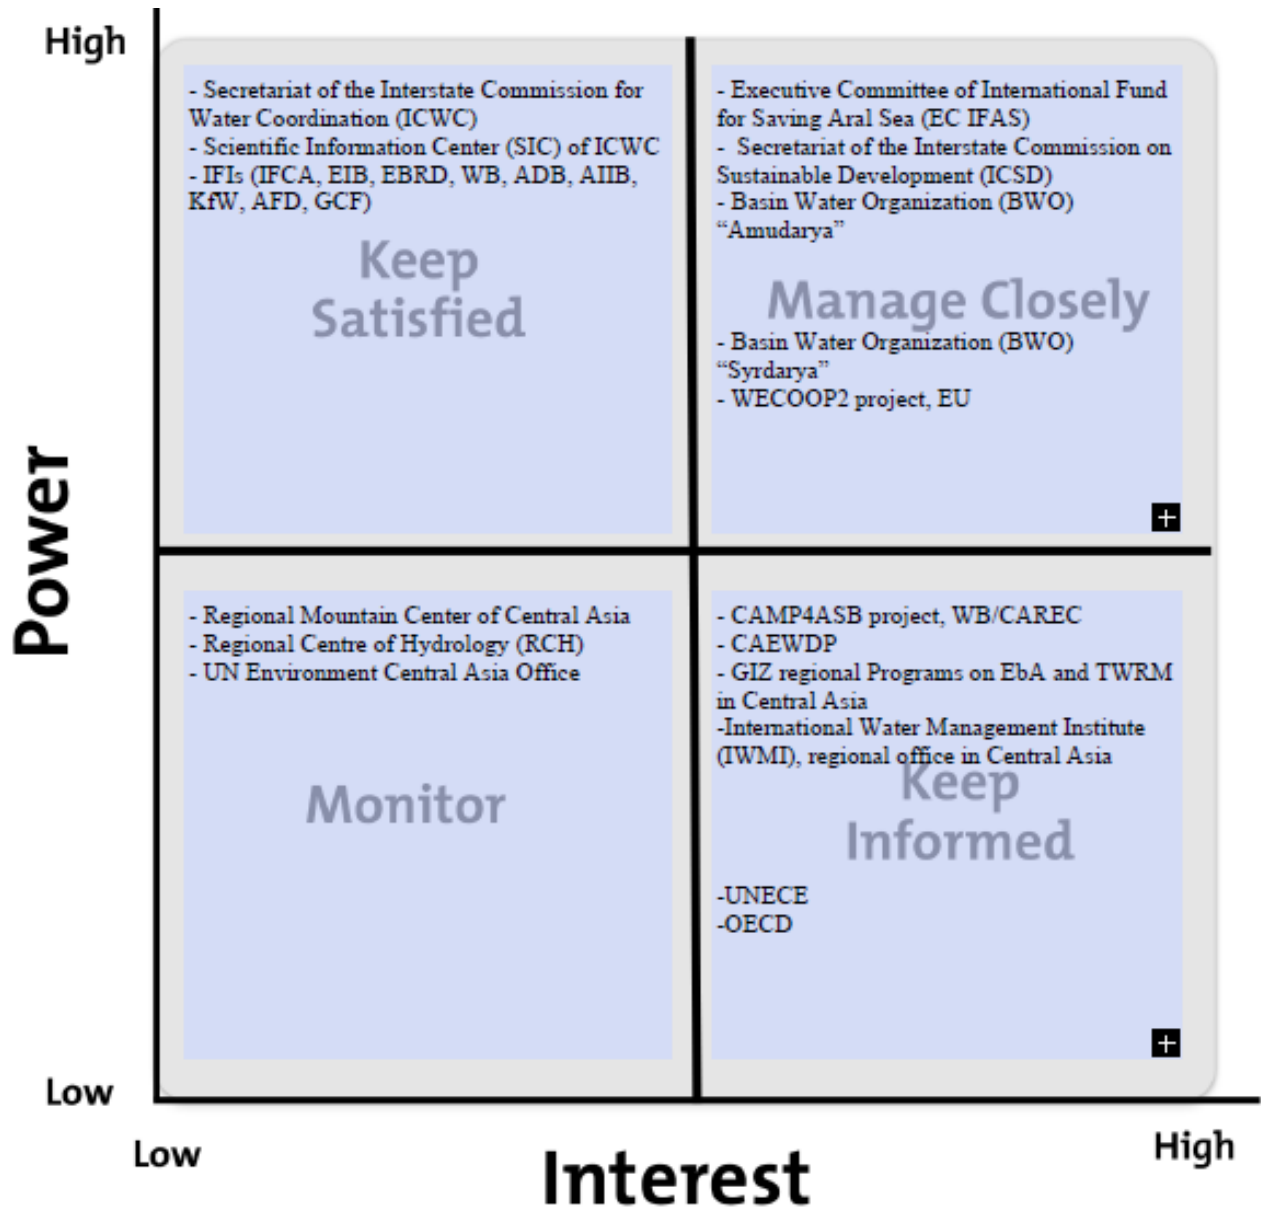 High
- Secretariat of the Interstate Commission for
Water Coordination (ICWC)
- Scientific Information Center (SIC) of ICWC
- IFIs (IFCA, EIB, EBRD, WB, ADB, AIIB,
KfW, AFD, GCF)
Keep
Satisfied
- Executive Committee of International Fund
for Saving Aral Sea (EC IFAS)
- Secretariat of the Interstate Commission on
Sustainable Development (ICSD)
- Basin Water Organization (BWO)
“Amudarya”
Manage Closely
- Basin Water Organization (BWO)
“Syrdarya”
- WECOOP2 project, EU
+
Power
- Regional Mountain Center of Central Asia
- Regional Centre of Hydrology (RCH)
- UN Environment Central Asia Office
Monitor
- CAMP4ASB project, WB/CAREC
- CAEWDP
- GIZ regional Programs on EbA and TWRM
in Central Asia
-International Water Management Institute
(IWMI), regional office in Central Asia
Keep
Informed
-UNECE
-OECD
+
Low
Low
Interest
High